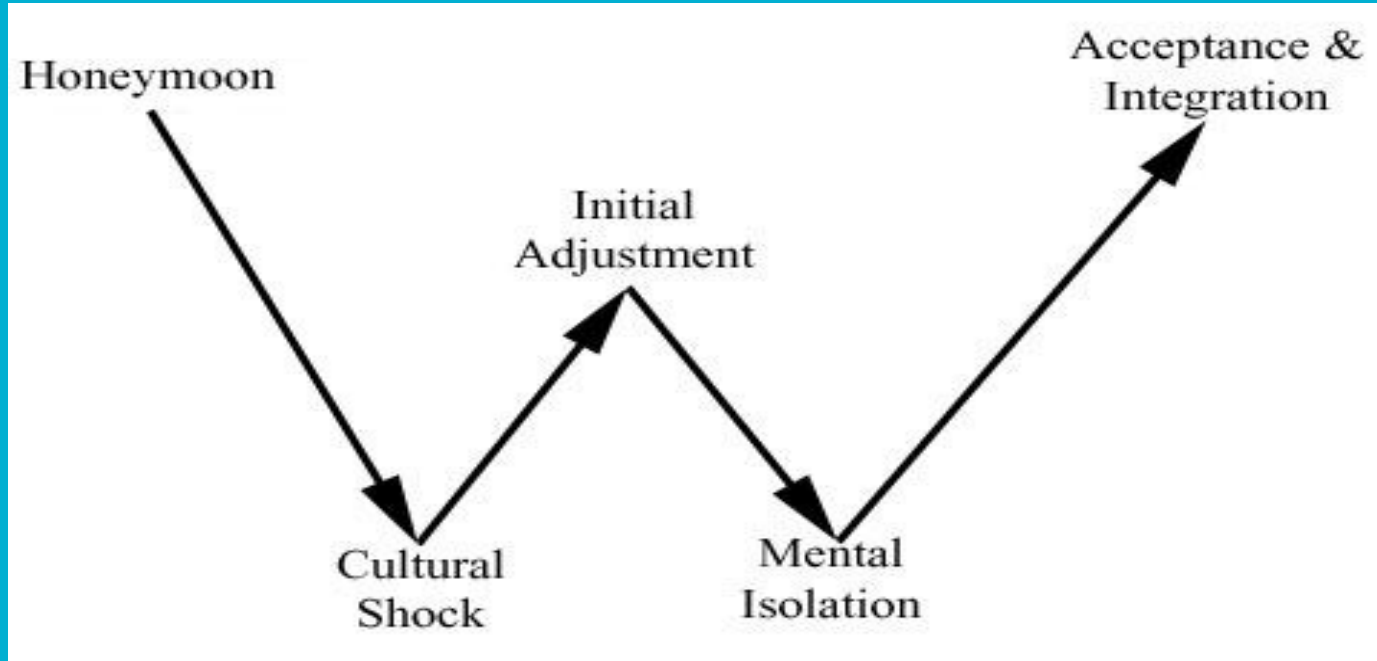 Honeymoon
Cultural
Shock
Initial
Adjustment
Mental
Isolation
Acceptance &
Integration